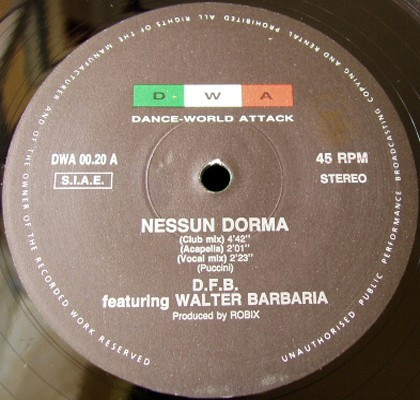 ALL RIGHTS OF THE MANUFACTURER AND OF THE OWNER OF THE RECORDED WORK RESERVED
UNAUTHORISED PUBLIC PERFORMANCE BROADCASTING COPYING AND RENTAL PROHIBITED
D W A
DANCE-WORLD ATTACK
DWA 00.20 A
S.I.A.E.
45 RPM
STEREO
NESSUN DORMA
(Club mix) 4'42"
(Acapella) 2'01"
(Vocal mix) 2'23"
(Puccini)
D.F.B.
featuring WALTER BARBARIA
Produced by ROBIX